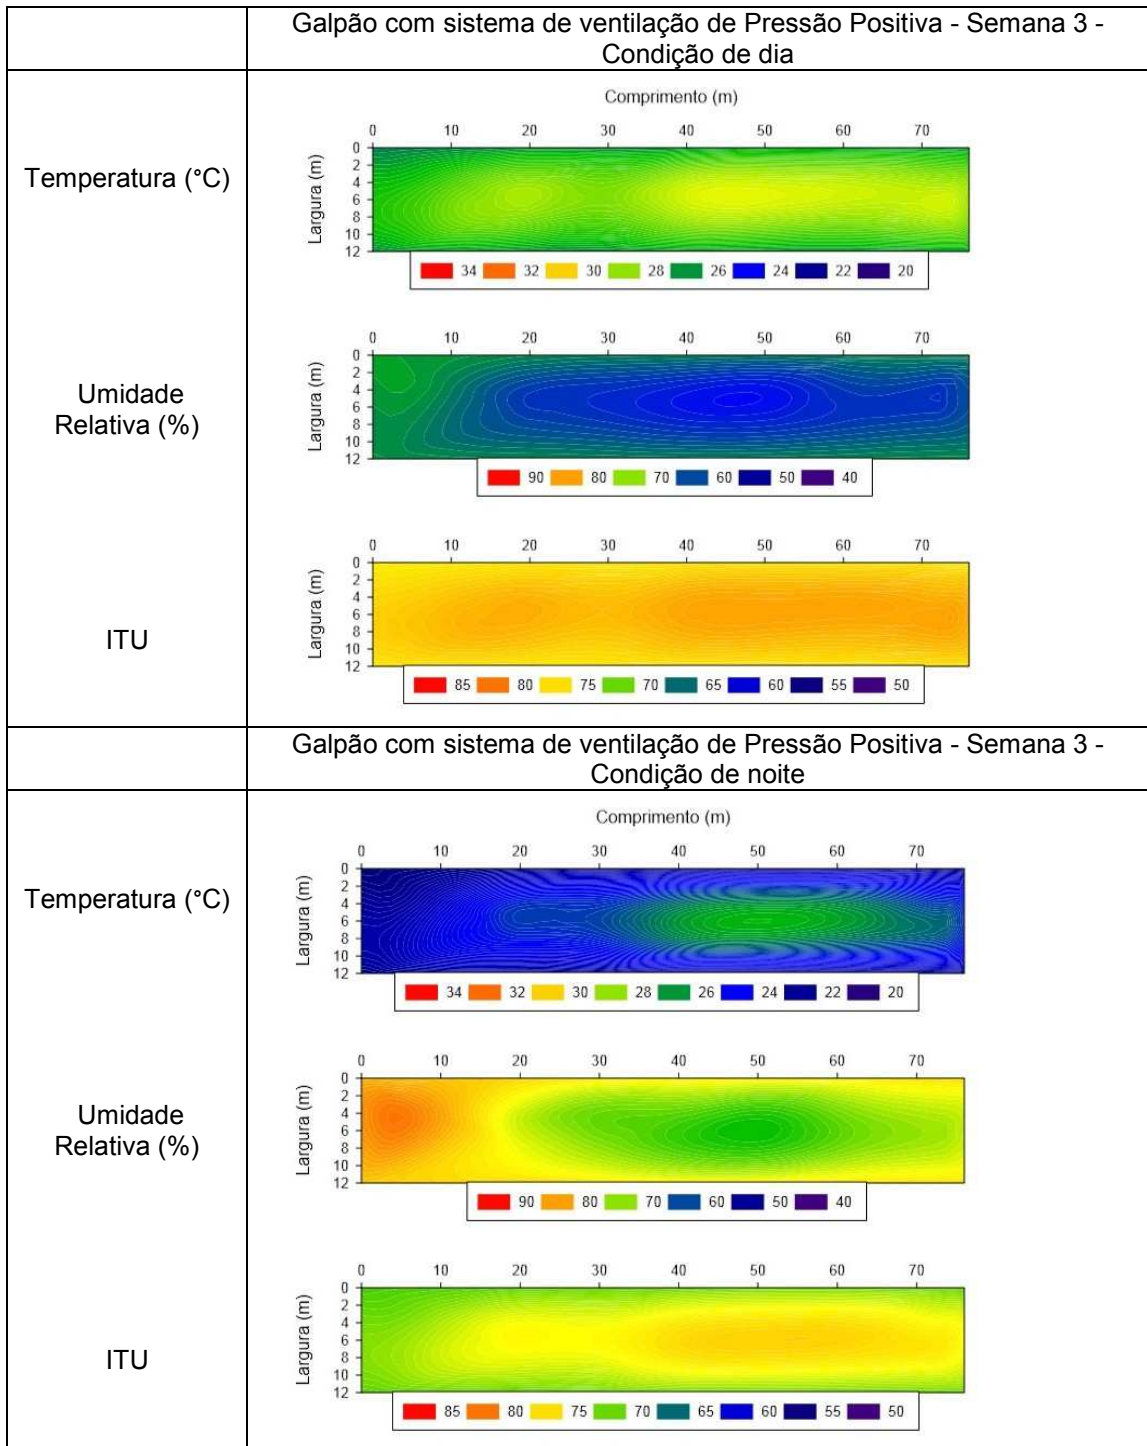 Galpão com sistema de ventilação de Pressão Positiva - Semana 3 -
Condição de dia
Temperatura (°C)
Comprimento (m)
0 10 20 30 40 50 60 70
Largura (m)
0
2
4
6
8
10
12
34 32 30 28 26 24 22 20
Umidade
Relativa (%)
0 10 20 30 40 50 60 70
Largura (m)
0
2
4
6
8
10
12
90 80 70 60 50 40
ITU
0 10 20 30 40 50 60 70
Largura (m)
0
2
4
6
8
10
12
85 80 75 70 65 60 55 50
Galpão com sistema de ventilação de Pressão Positiva - Semana 3 -
Condição de noite
Temperatura (°C)
Comprimento (m)
0 10 20 30 40 50 60 70
Largura (m)
0
2
4
6
8
10
12
34 32 30 28 26 24 22 20
Umidade
Relativa (%)
0 10 20 30 40 50 60 70
Largura (m)
0
2
4
6
8
10
12
90 80 70 60 50 40
ITU
0 10 20 30 40 50 60 70
Largura (m)
0
2
4
6
8
10
12
85 80 75 70 65 60 55 50